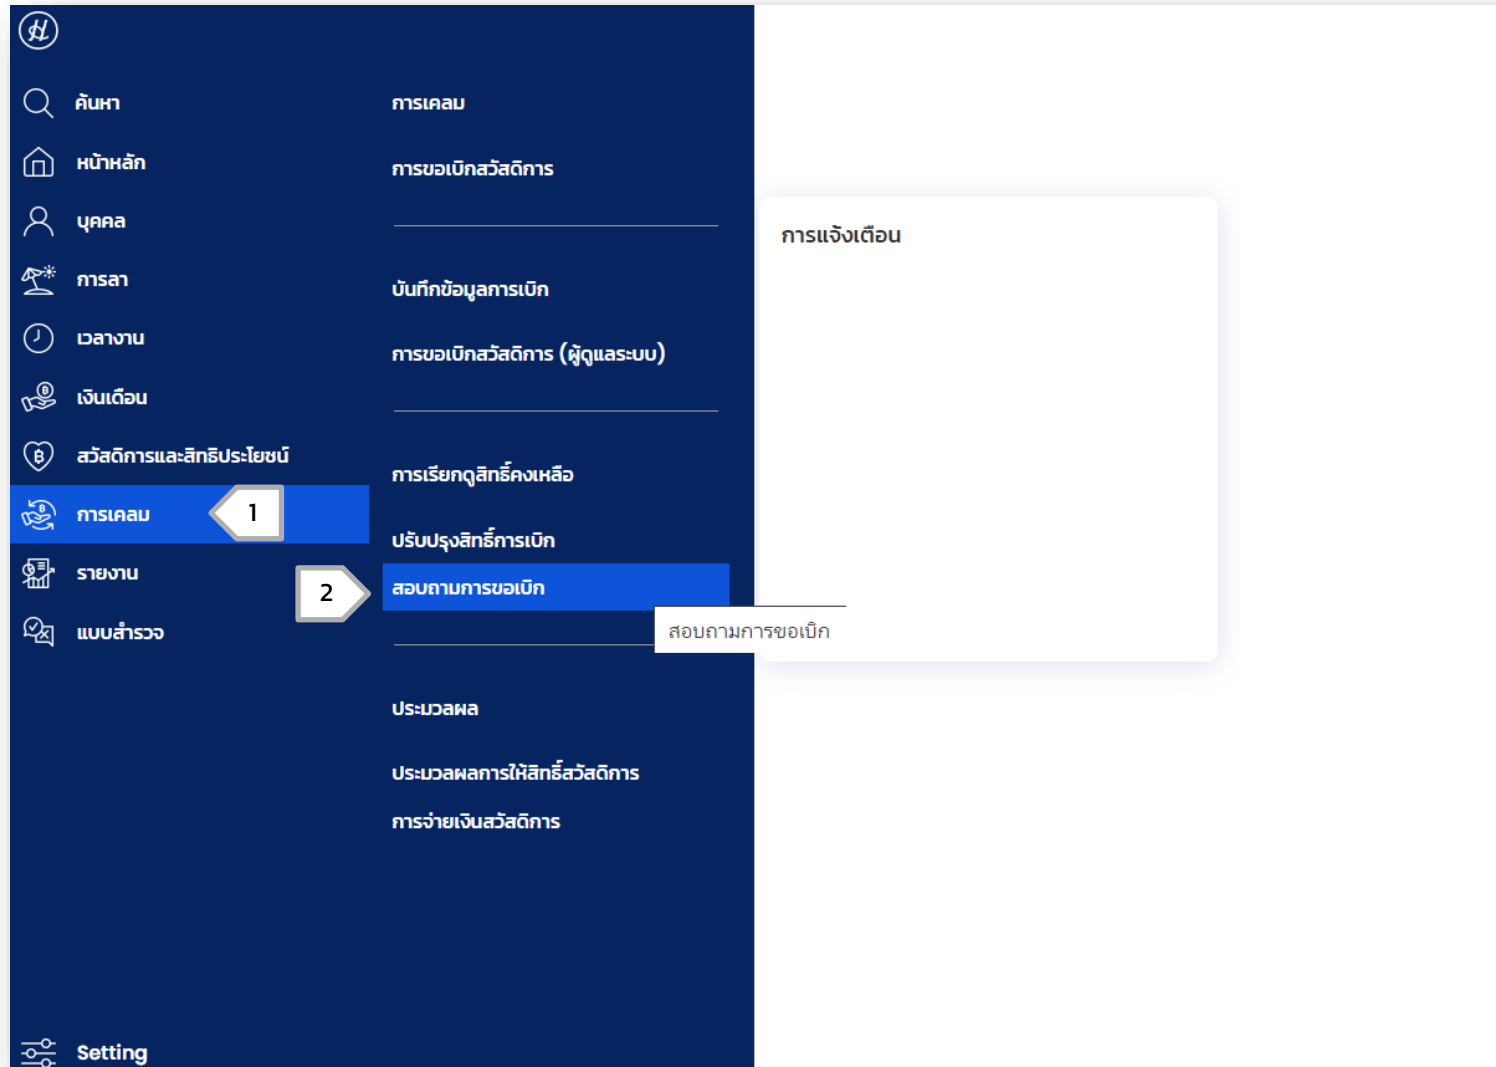 ค้นหา
หน้าหลัก
บุคคล
การลา
เวลางาน
เงินเดือน
สวัสดิการและสิทธิประโยชน์
การเคลม
1
รายงาน
แบบสำรวจ
Setting
การเคลม
การขอเบิกสวัสดิการ
บันทึกข้อมูลการเบิก
การขอเบิกสวัสดิการ (ผู้ดูแลระบบ)
การเรียกดูสิทธิ์คงเหลือ
ปรับปรุงสิทธิ์การเบิก
2
สอบถามการขอเบิก
สอบถามการขอเบิก
ประมวลผล
ประมวลผลการให้สิทธิ์สวัสดิการ
การจ่ายเงินสวัสดิการ
การแจ้งเตือน